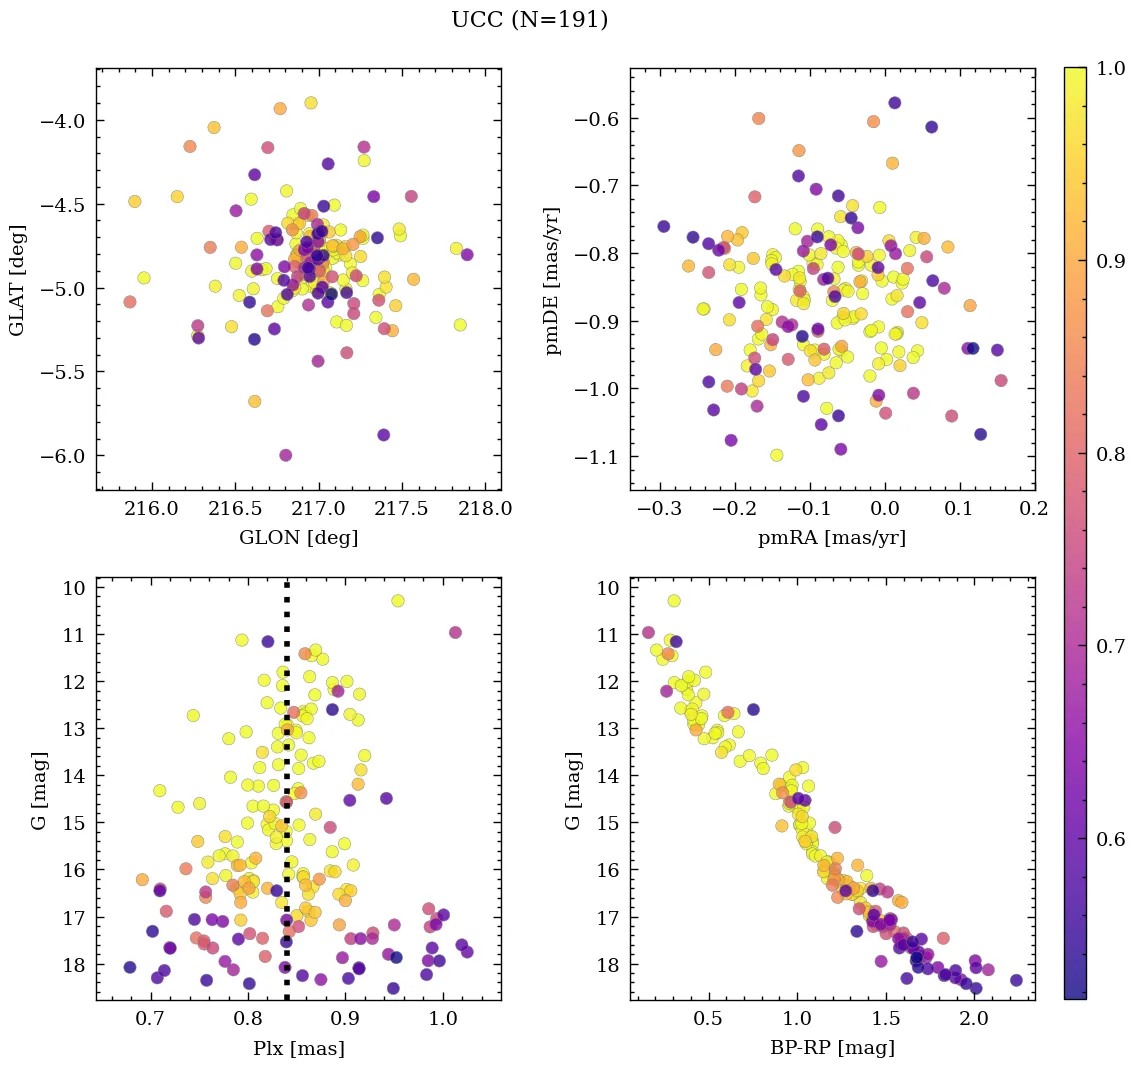 UCC (N=191)
−4.0
−4.5
−5.0
−5.5
−6.0
GLAT [deg]
216.0 216.5 217.0 217.5 218.0
GLON [deg]
−0.6
−0.7
−0.8
−0.9
−1.0
−1.1
pmDE [mas/yr]
−0.3 −0.2 −0.1 0.0 0.1 0.2
pmRA [mas/yr]
10
11
12
13
14
15
16
17
18
G [mag]
0.7 0.8 0.9 1.0
Plx [mas]
10
11
12
13
14
15
16
17
18
G [mag]
0.5 1.0 1.5 2.0
BP-RP [mag]
1.0
0.9
0.8
0.7
0.6